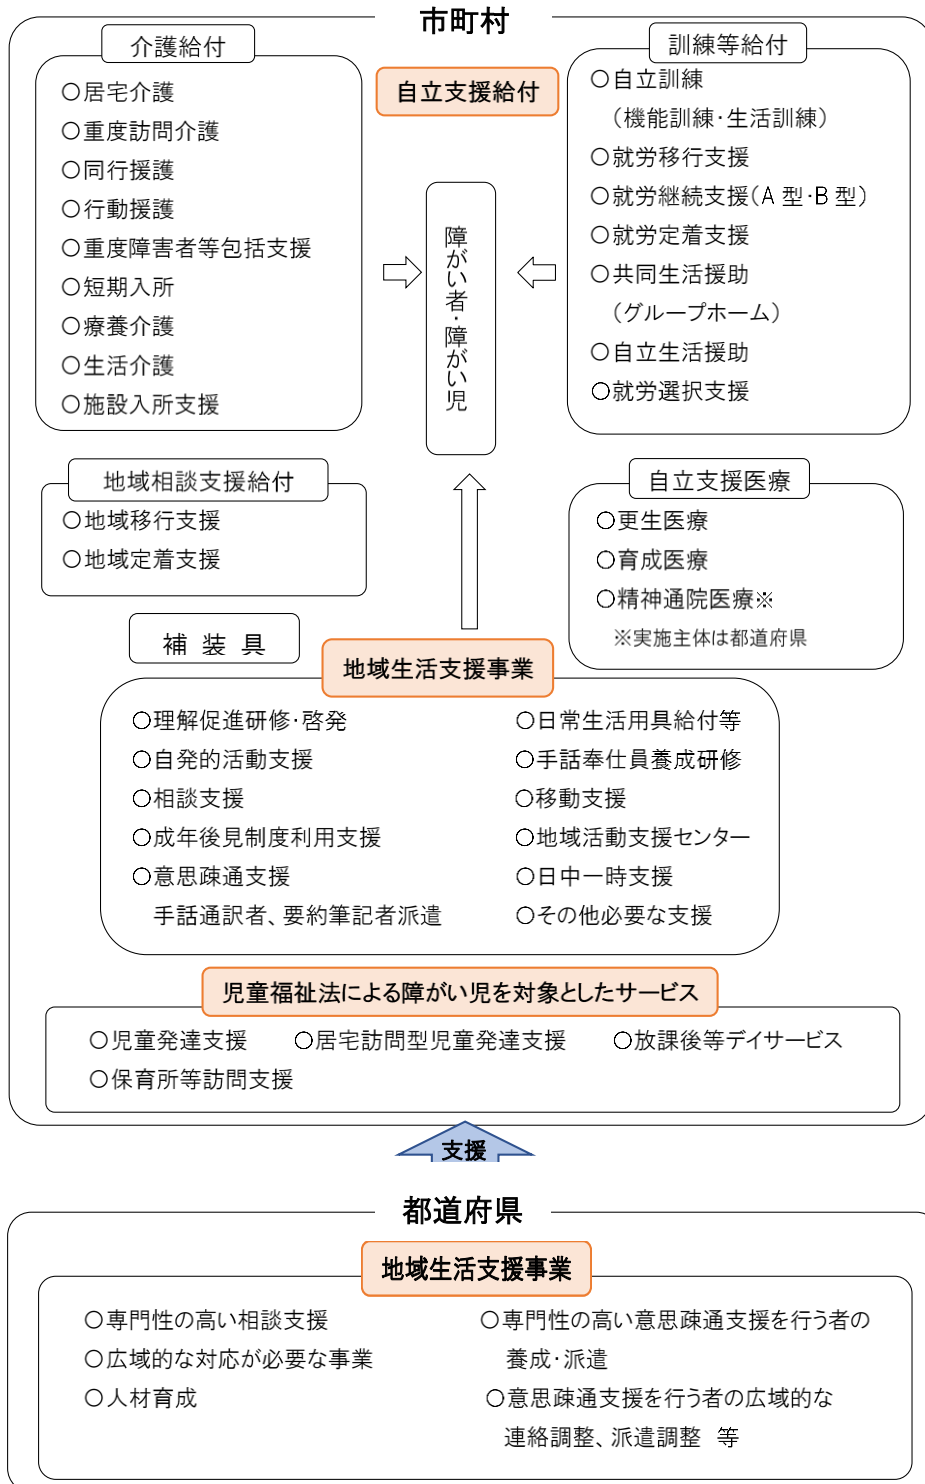 市町村
介護給付
○居宅介護
○重度訪問介護
○同行援護
○行動援護
○重度障害者等包括支援
○短期入所
○療養介護
○生活介護
○施設入所支援
自立支援給付
訓練等給付
○自立訓練
（機能訓練・生活訓練）
○就労移行支援
○就労継続支援（A 型・B 型）
○就労定着支援
○共同生活援助
（グループホーム）
○自立生活援助
○就労選択支援
障がい者・障がい児
地域相談支援給付
○地域移行支援
○地域定着支援
自立支援医療
○更生医療
○育成医療
○精神通院医療※
※実施主体は都道府県
補 装 具
地域生活支援事業
○理解促進研修・啓発
○自発的活動支援
○相談支援
○成年後見制度利用支援
○意思疎通支援
手話通訳者、要約筆記者派遣
○日常生活用具給付等
○手話奉仕員養成研修
○移動支援
○地域活動支援センター
○日中一時支援
○その他必要な支援
児童福祉法による障がい児を対象としたサービス
○児童発達支援 ○居宅訪問型児童発達支援 ○放課後等デイサービス
○保育所等訪問支援
支援
都道府県
地域生活支援事業
○専門性の高い相談支援
○広域的な対応が必要な事業
○人材育成
○専門性の高い意思疎通支援を行う者の
養成・派遣
○意思疎通支援を行う者の広域的な
連絡調整、派遣調整 等